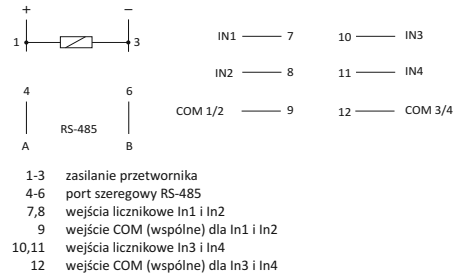 + −
1 3
IN1 7 10 IN3
IN2 8 11 IN4
4 6
COM 1/2 9 12 COM 3/4
RS-485
A B
1-3 zasilanie przetwornika
4-6 port szeregowy RS-485
7,8 wejścia licznikowe In1 i In2
9 wejście COM (wspólne) dla In1 i In2
10,11 wejścia licznikowe In3 i In4
12 wejście COM (wspólne) dla In3 i In4